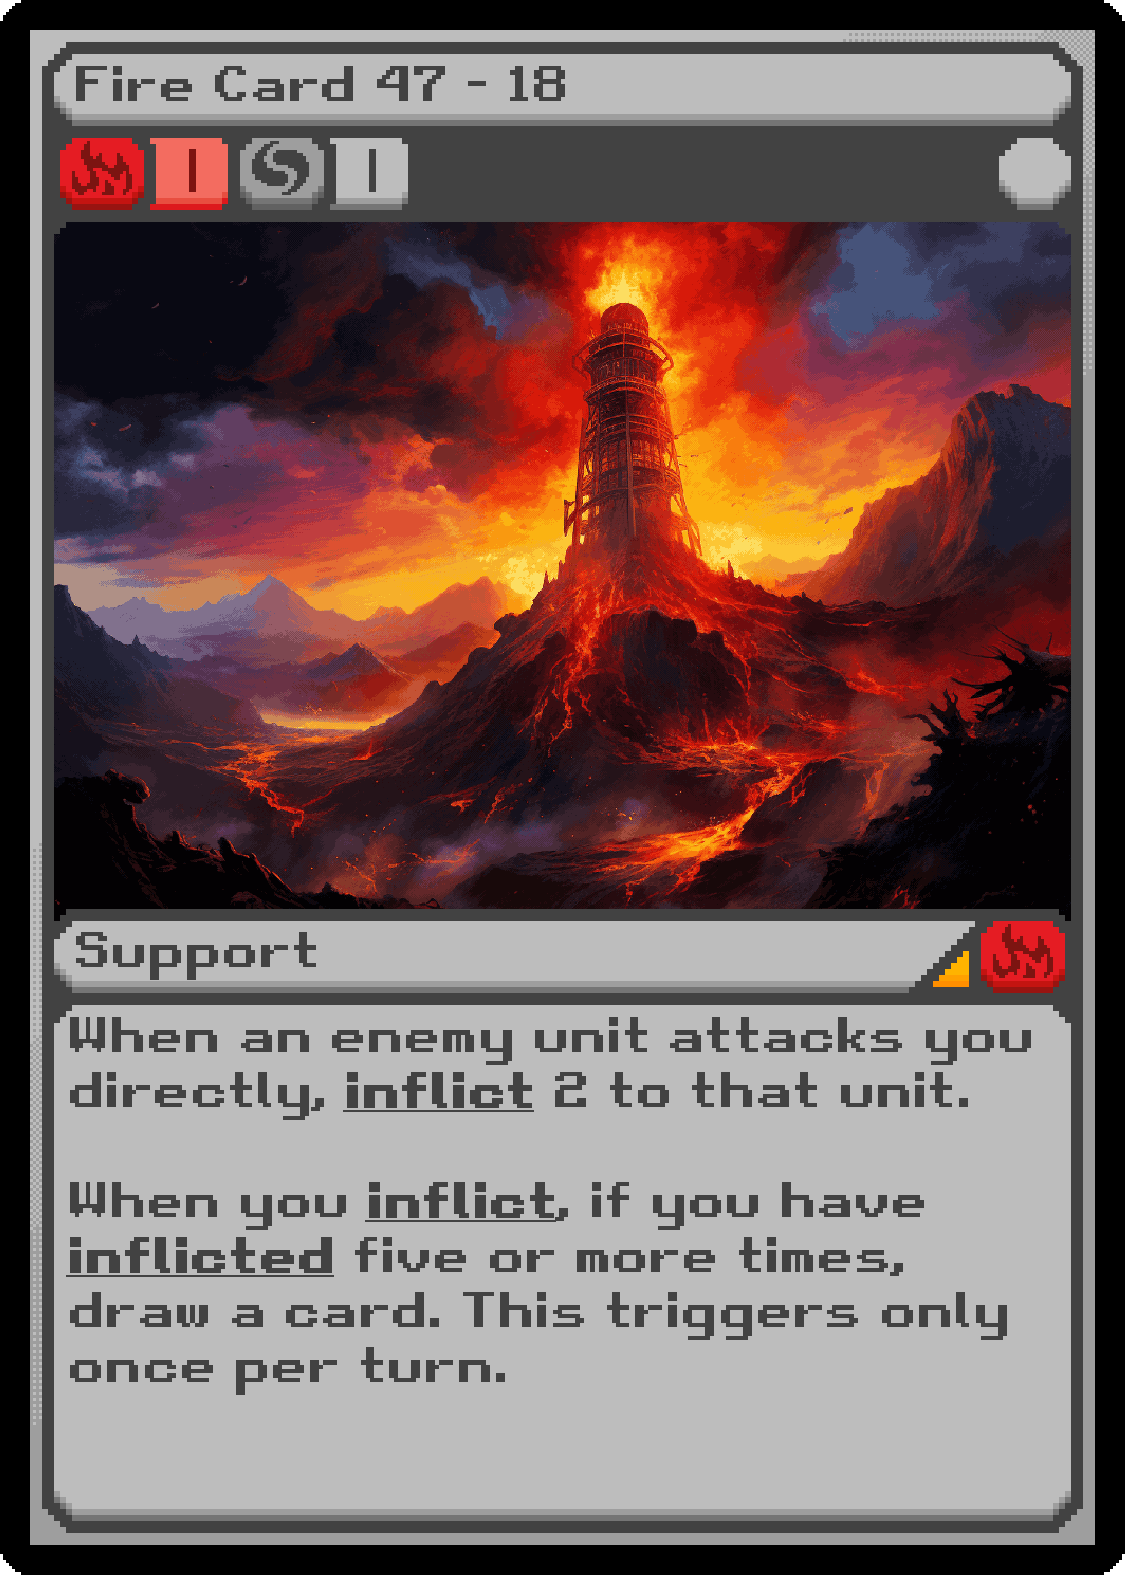 Fire Card 47 - 18
1 1
Support
When an enemy unit attacks you
directly, inflict 2 to that unit.
When you inflict, if you have
inflicted five or more times,
draw a card. This triggers only
once per turn.